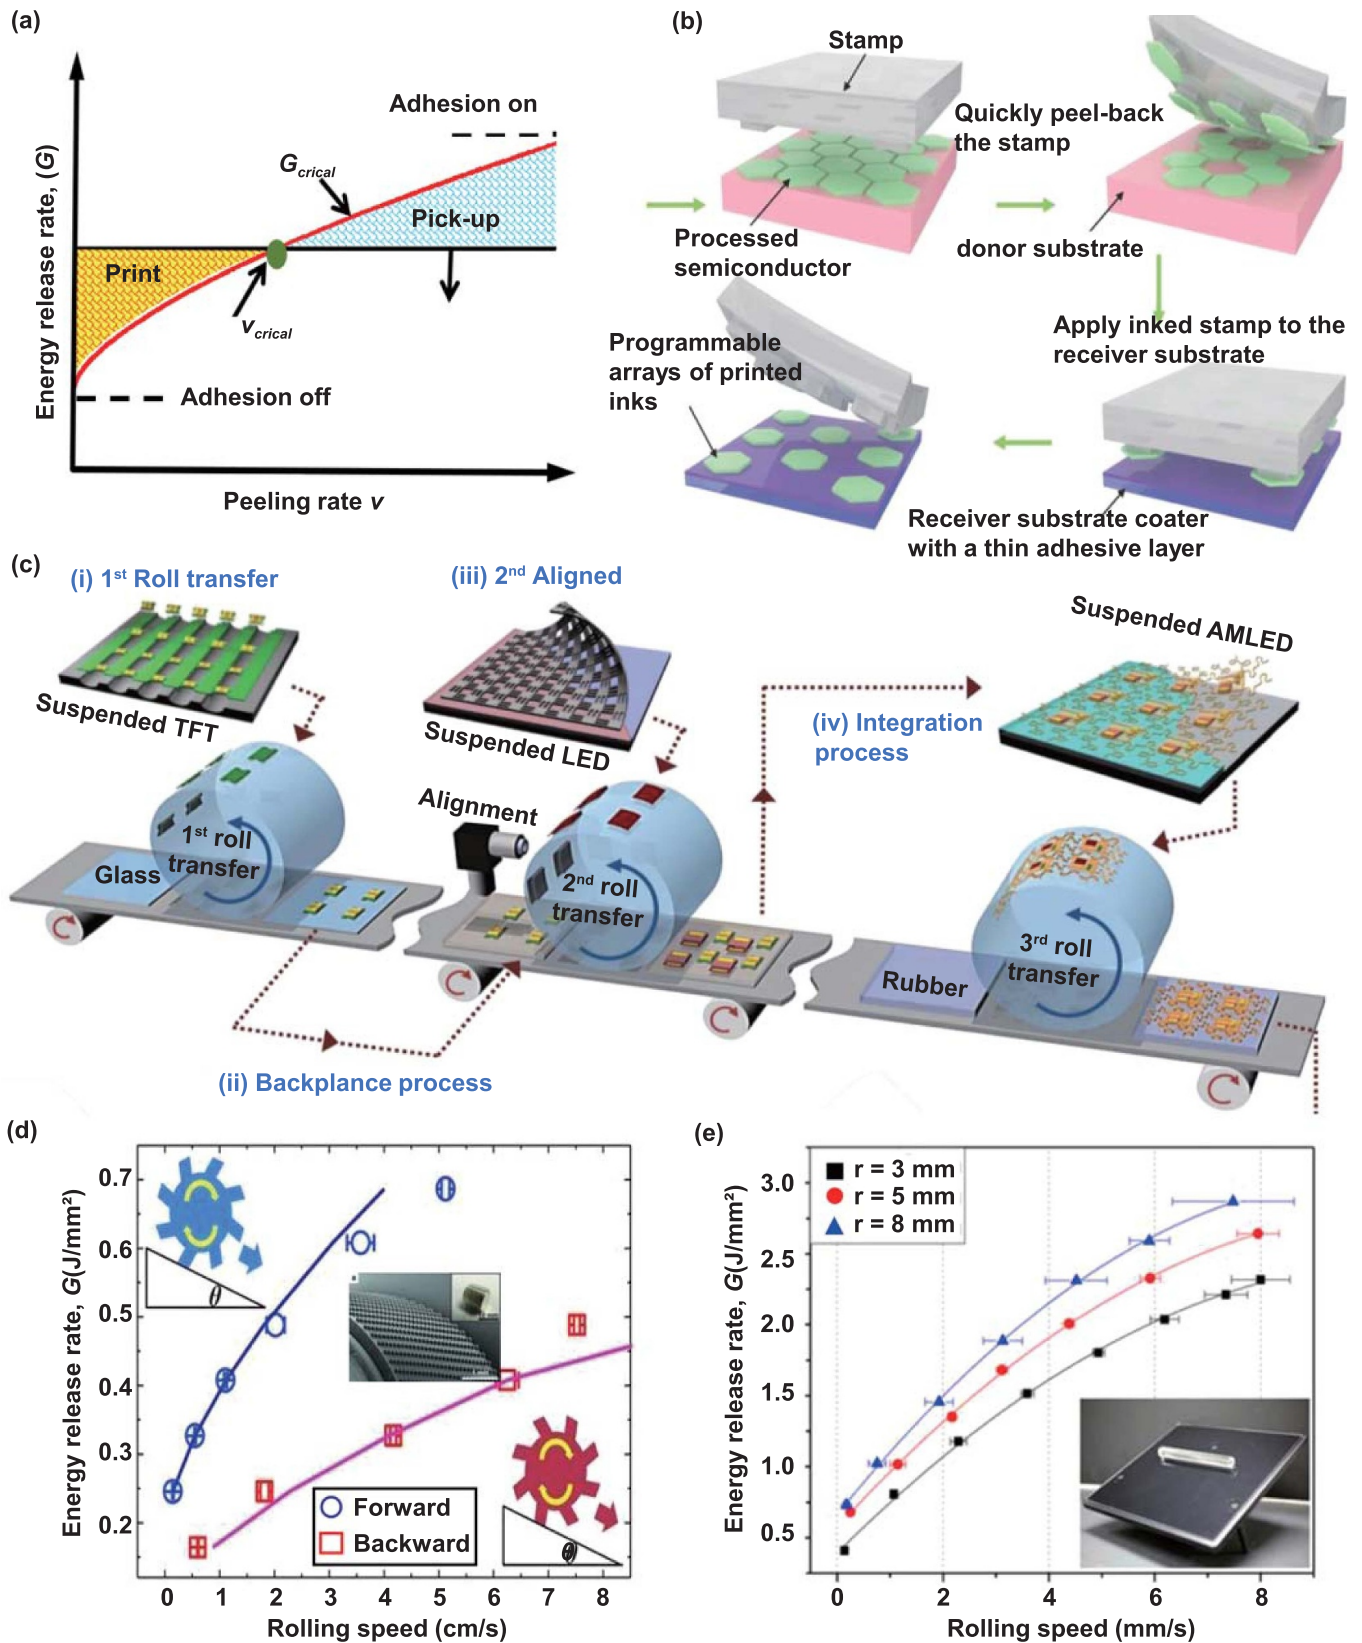 (a)
Energy release rate, (G)
Adhesion on
G_crical
Pick-up
Print
v_crical
Adhesion off
Peeling rate v
(b)
Stamp
Quickly peel-back
the stamp
Processed
semiconductor
donor substrate
Apply inked stamp to the
receiver substrate
Programmable
arrays of printed
inks
Receiver substrate coater
with a thin adhesive layer
(c)
(i) 1st Roll transfer
Suspended TFT
(iii) 2nd Aligned
Suspended LED
Suspended AMLED
(iv) Integration
process
Alignment
Glass
1st roll
transfer
2nd roll
transfer
Rubber
3rd roll
transfer
(ii) Backplance process
(d)
Energy release rate, G(J/mm²)
0.7
0.6
0.5
0.4
0.3
0.2
θ
θ
Forward
Backward
0 1 2 3 4 5 6 7 8
Rolling speed (cm/s)
(e)
Energy release rate, G(J/mm²)
3.0
2.5
2.0
1.5
1.0
0.5
r = 3 mm
r = 5 mm
r = 8 mm
0 2 4 6 8
Rolling speed (mm/s)